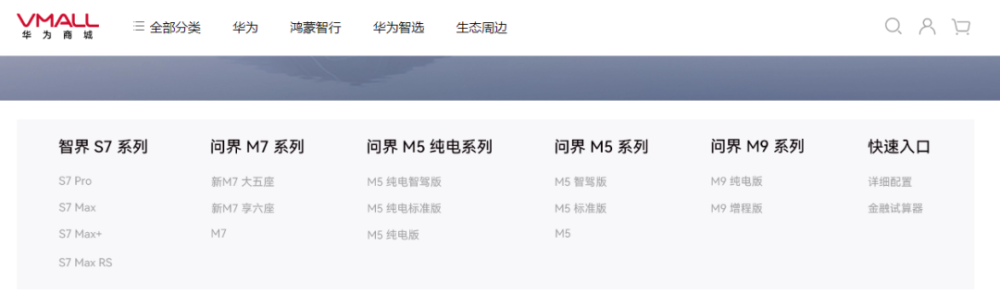 VMALL
华为商城
全部分类 华为 鸿蒙智行 华为智选 生态周边
智界 S7 系列 问界 M7 系列 问界 M5 纯电系列 问界 M5 系列 问界 M9 系列 快速入口
S7 Pro 新M7 大五座 M5 纯电智驾版 M5 智驾版 M9 纯电版 详细配置
S7 Max 新M7 享六座 M5 纯电标准版 M5 标准版 M9 增程版 金融试算器
S7 Max+ M7 M5 纯电版 M5
S7 Max RS